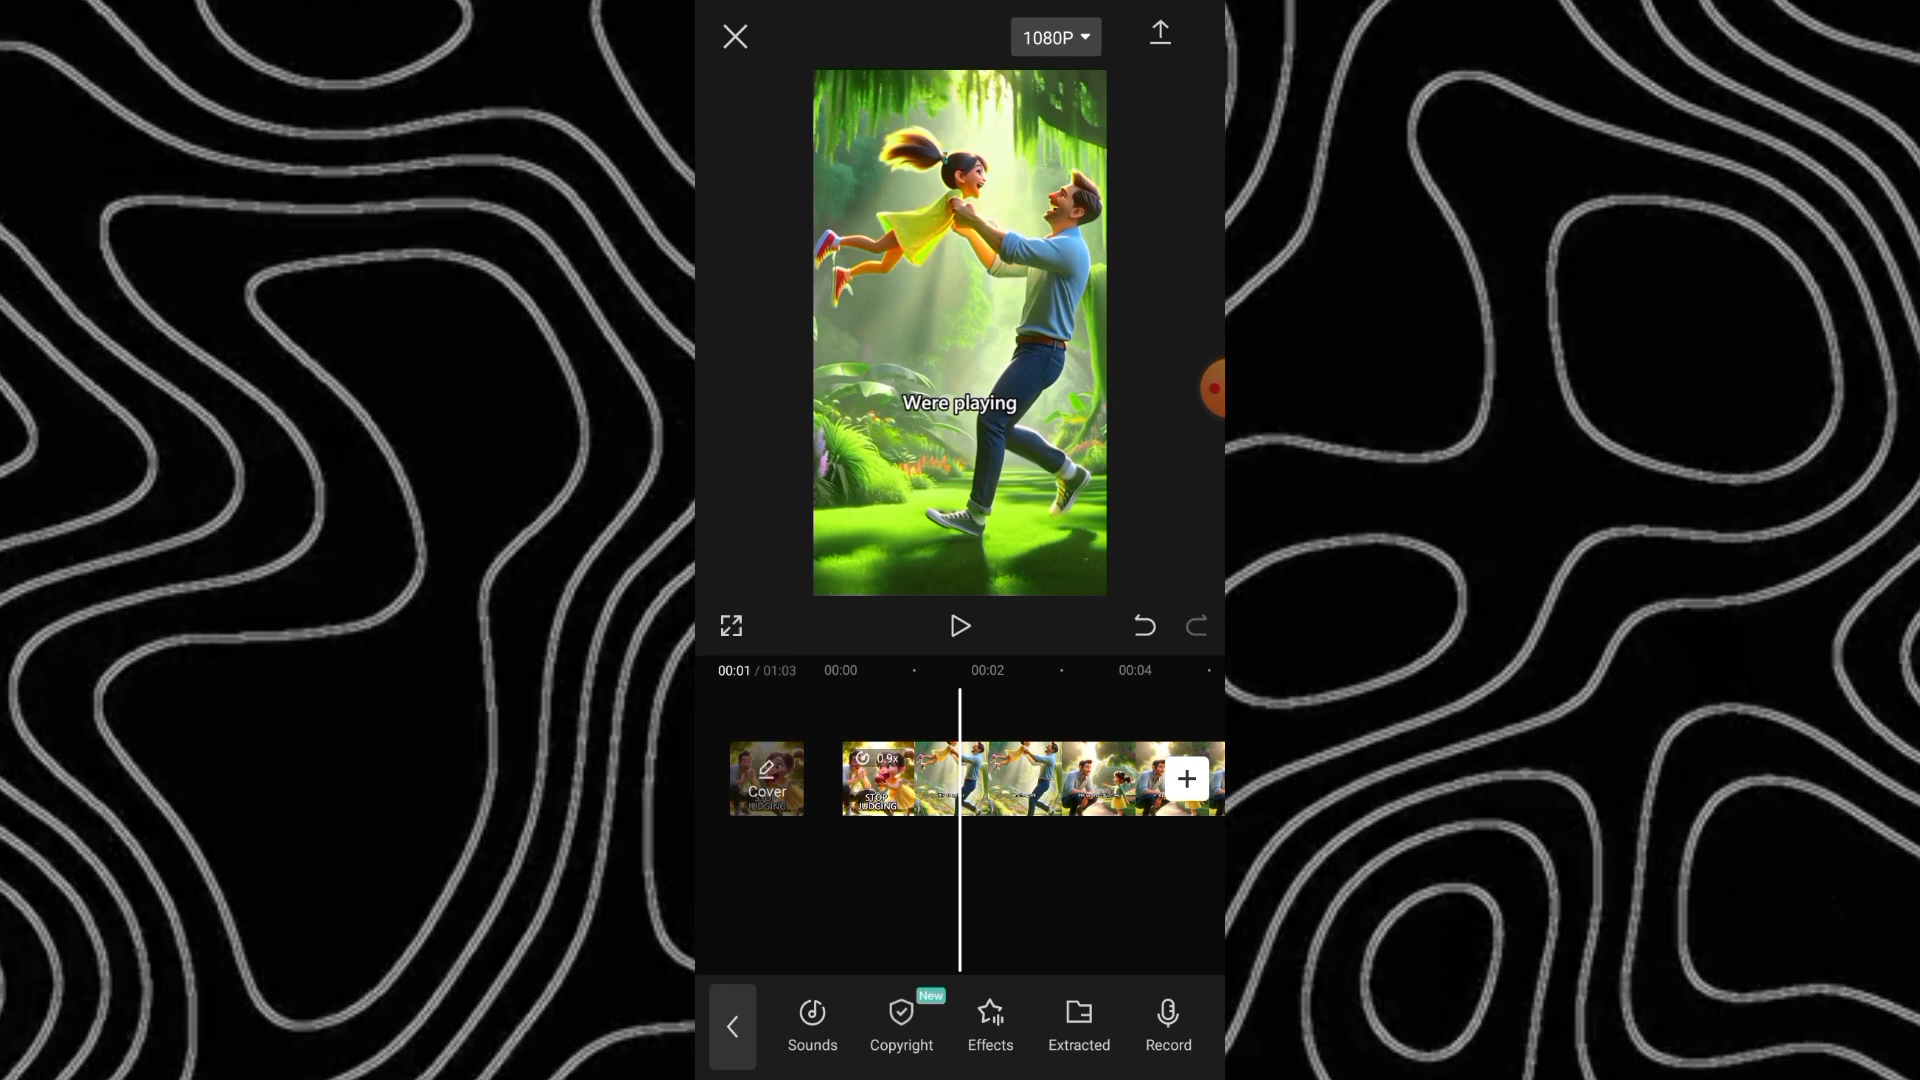 1080P
Were playing
00:01 / 01:03
00:00
00:02
00:04
Cover
JUDGING
0.9x
STOP
JUDGING
New
Sounds
Copyright
Effects
Extracted
Record